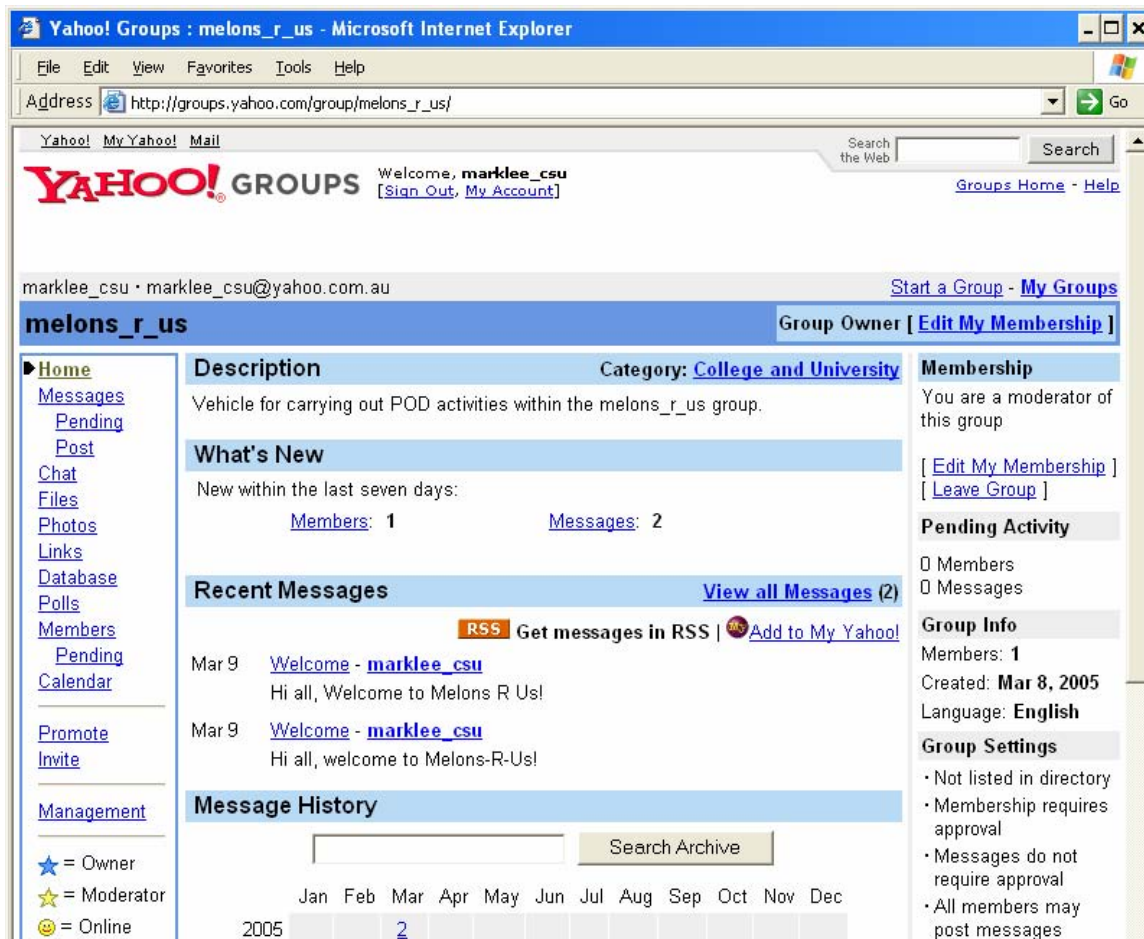 Yahoo! Groups : melons_r_us - Microsoft Internet Explorer
File Edit View Favorites Tools Help
Address http://groups.yahoo.com/group/melons_r_us/ Go
Yahoo! My Yahoo! Mail
Search the Web Search
YAHOO! GROUPS
Welcome, marklee_csu
[Sign Out, My Account]
Groups Home - Help
marklee_csu · marklee_csu@yahoo.com.au
Start a Group - My Groups
melons_r_us
Group Owner [ Edit My Membership ]
Home
Messages
Pending
Post
Chat
Files
Photos
Links
Database
Polls
Members
Pending
Calendar
Promote
Invite
Management
= Owner
= Moderator
= Online
Description
Category: College and University
Vehicle for carrying out POD activities within the melons_r_us group.
What's New
New within the last seven days:
Members: 1 Messages: 2
Recent Messages
View all Messages (2)
RSS Get messages in RSS | Add to My Yahoo!
Mar 9 Welcome - marklee_csu
Hi all, Welcome to Melons R Us!
Mar 9 Welcome - marklee_csu
Hi all, welcome to Melons-R-Us!
Message History
Search Archive
Jan Feb Mar Apr May Jun Jul Aug Sep Oct Nov Dec
2005 2
Membership
You are a moderator of
this group
[ Edit My Membership ]
[ Leave Group ]
Pending Activity
0 Members
0 Messages
Group Info
Members: 1
Created: Mar 8, 2005
Language: English
Group Settings
· Not listed in directory
· Membership requires
approval
· Messages do not
require approval
· All members may
post messages